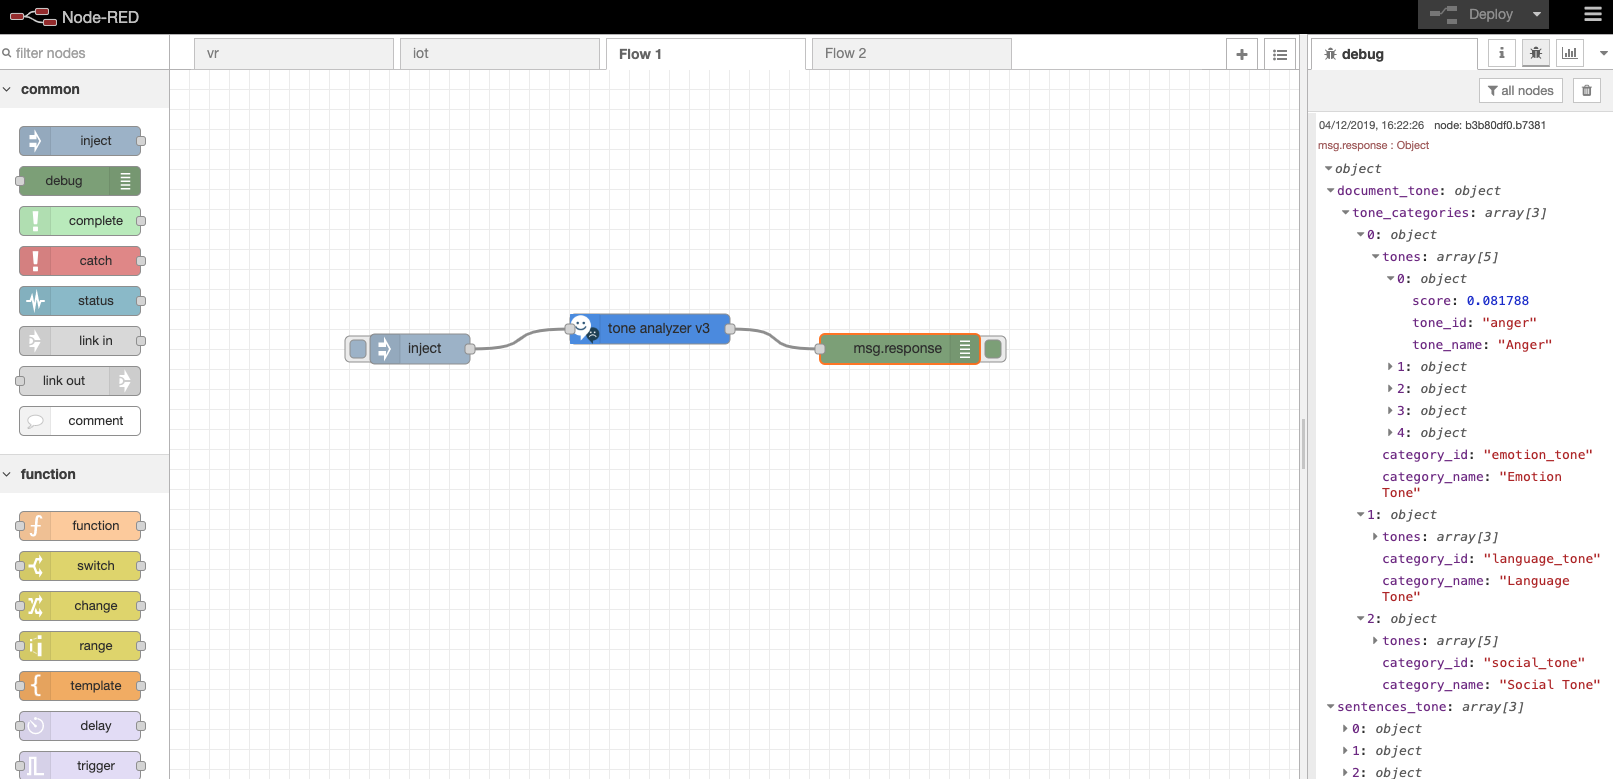 Node-RED
Deploy
filter nodes
vr
iot
Flow 1
Flow 2
debug
all nodes
common
inject
debug
complete
catch
status
link in
link out
comment
function
function
switch
change
range
template
delay
trigger
inject
tone analyzer v3
msg.response
04/12/2019, 16:22:26 node: b3b80df0.b7381
msg.response : Object
object
document_tone: object
tone_categories: array[3]
0: object
tones: array[5]
0: object
score: 0.081788
tone_id: "anger"
tone_name: "Anger"
1: object
2: object
3: object
4: object
category_id: "emotion_tone"
category_name: "Emotion
Tone"
1: object
tones: array[3]
category_id: "language_tone"
category_name: "Language
Tone"
2: object
tones: array[5]
category_id: "social_tone"
category_name: "Social Tone"
sentences_tone: array[3]
0: object
1: object
2: object